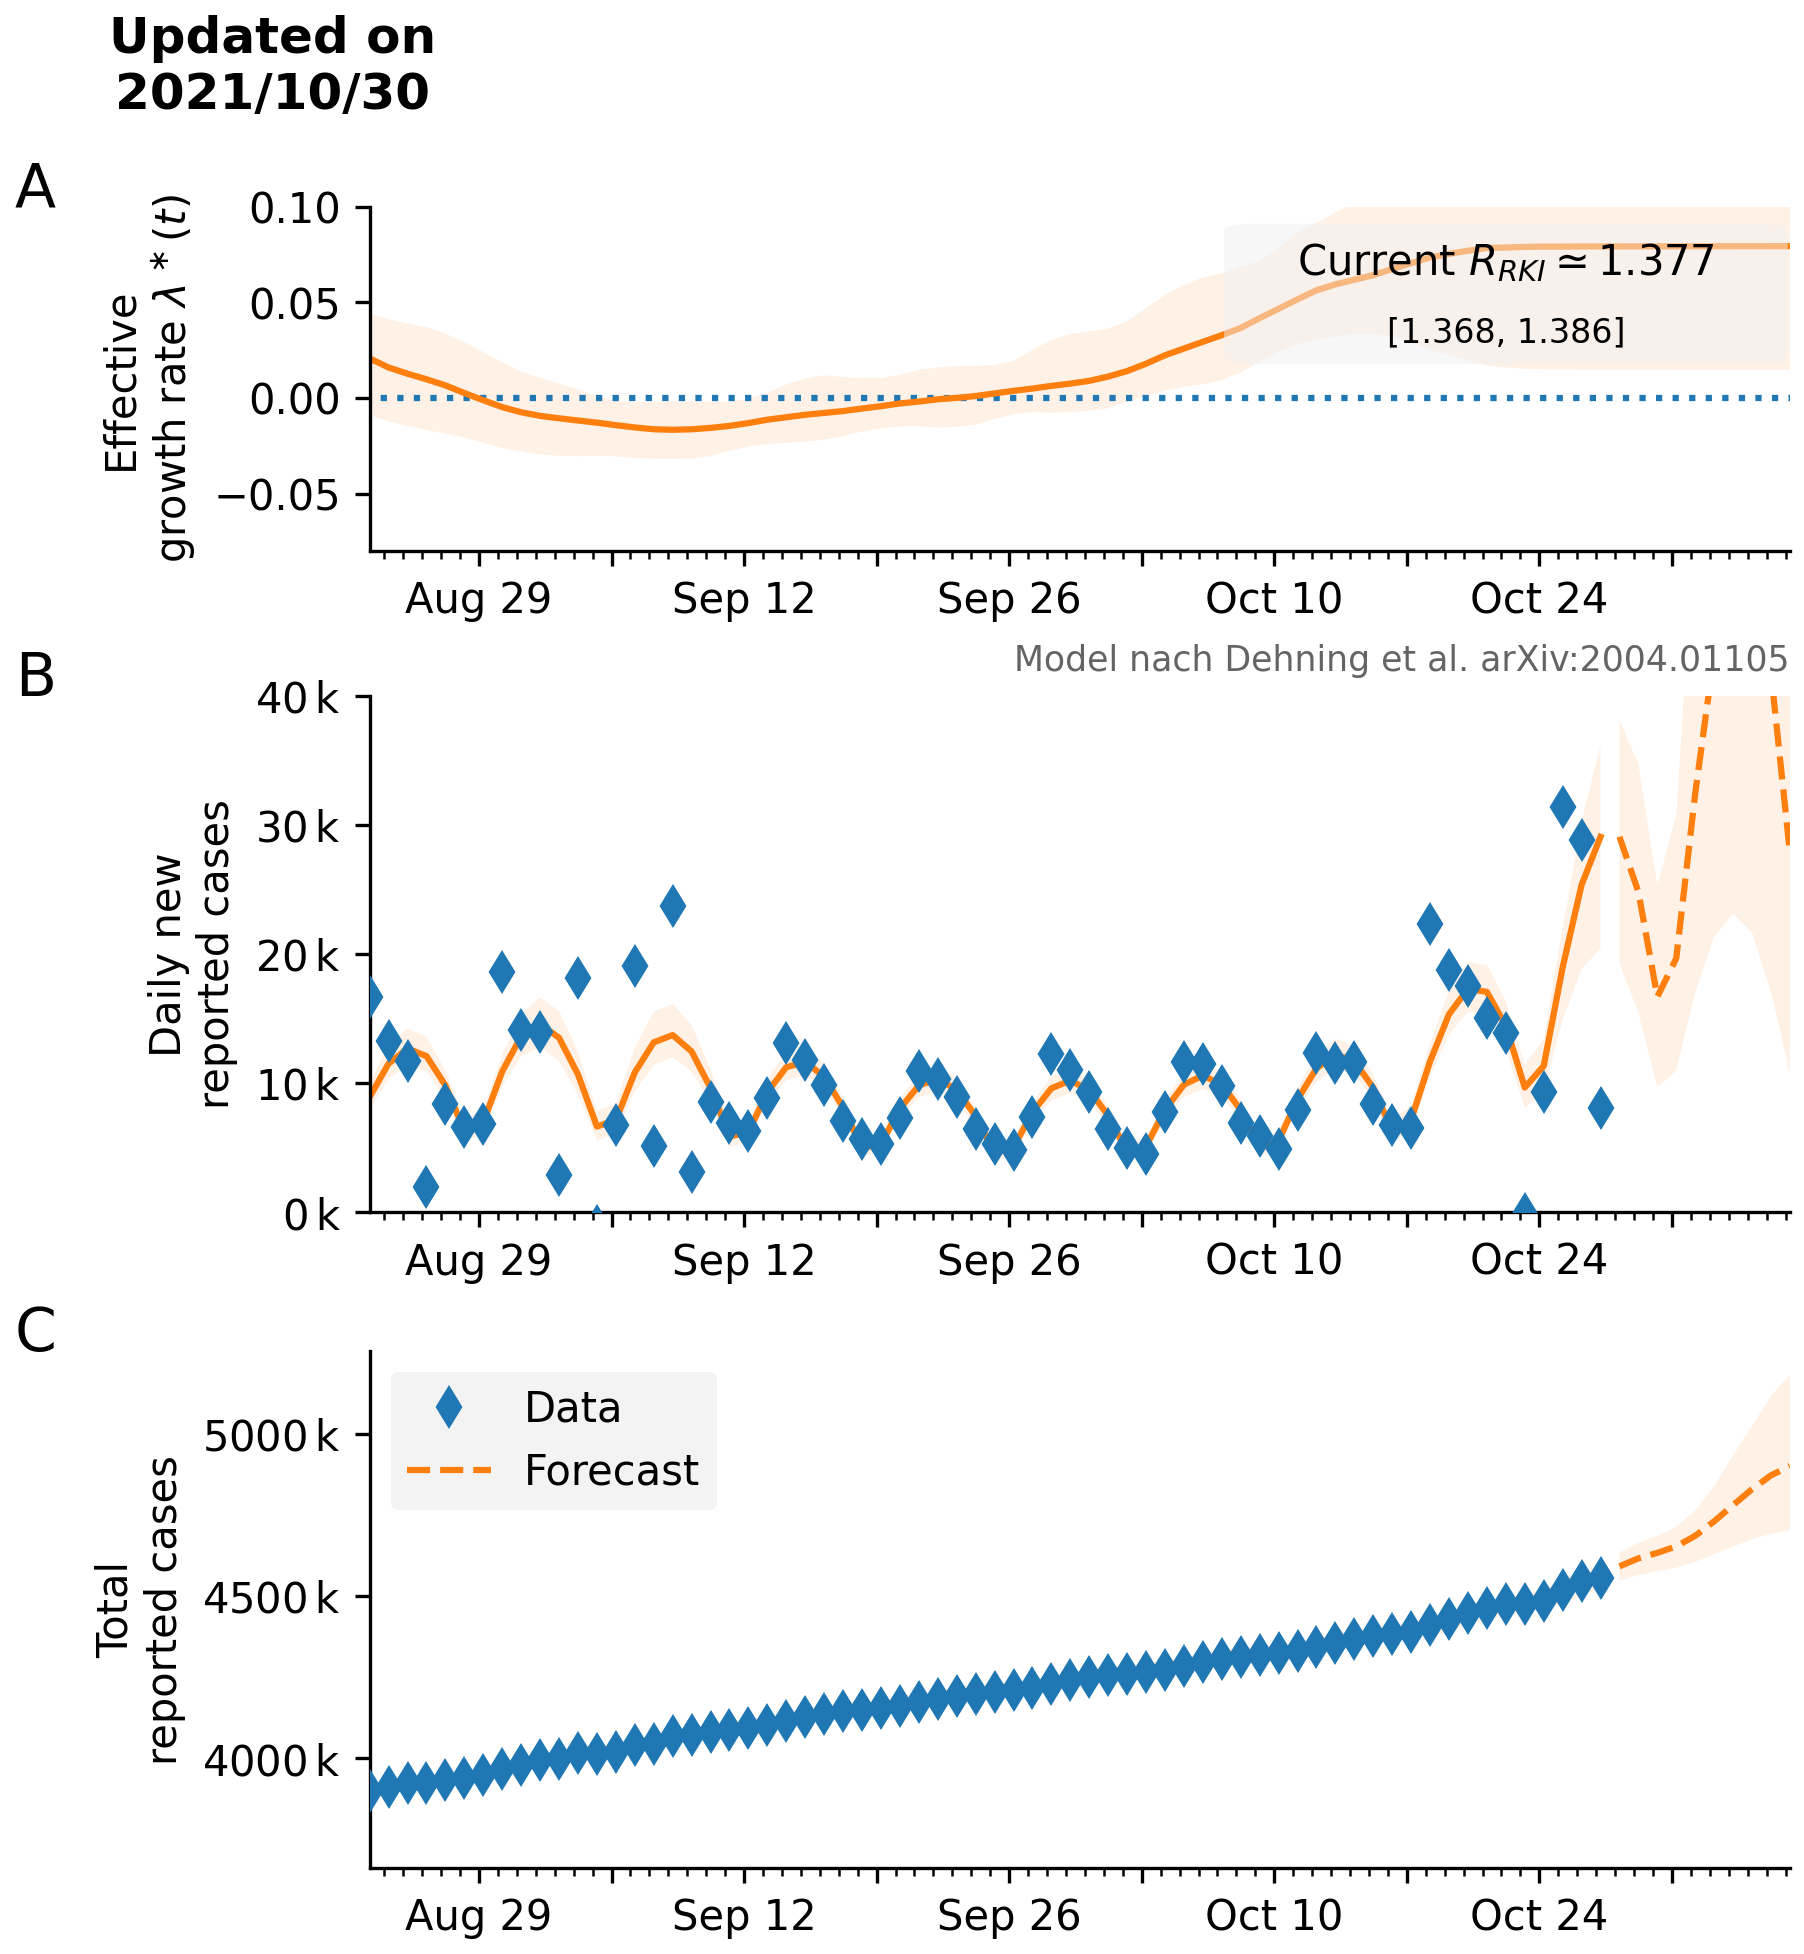 Updated on
2021/10/30
A
Effective
growth rate λ * (t)
0.10
0.05
0.00
−0.05
Current R_RKI ≃ 1.377
[1.368, 1.386]
Aug 29
Sep 12
Sep 26
Oct 10
Oct 24
B
Model nach Dehning et al. arXiv:2004.01105
Daily new
reported cases
40 k
30 k
20 k
10 k
0 k
Aug 29
Sep 12
Sep 26
Oct 10
Oct 24
C
Total
reported cases
5000 k
4500 k
4000 k
Data
Forecast
Aug 29
Sep 12
Sep 26
Oct 10
Oct 24